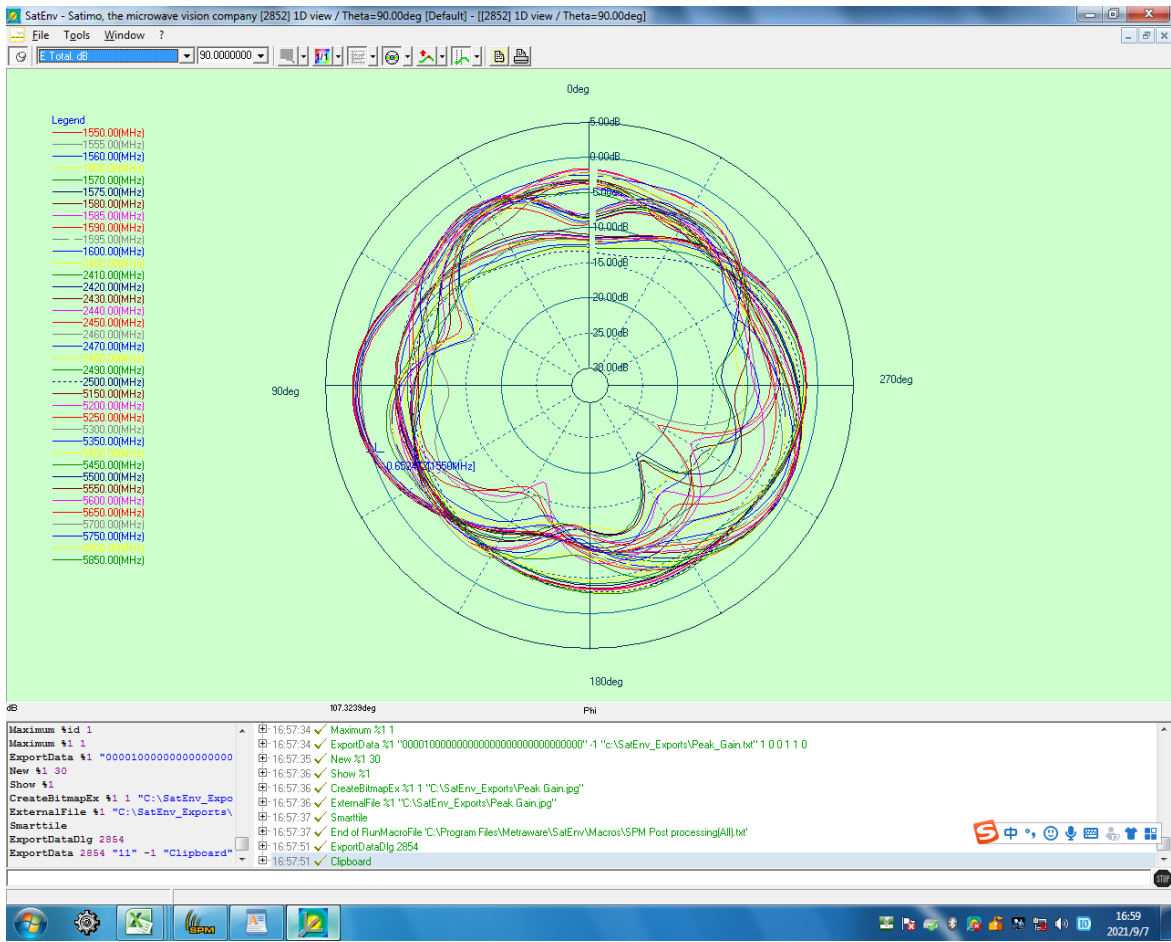 SatEnv - Satimo, the microwave vision company [2852] 1D view / Theta=90.00deg [Default] - [[2852] 1D view / Theta=90.00deg]
File Tools Window ?
E Total. dB 90.0000000 1/1
0deg
Legend
1550.00(MHz)
1555.00(MHz)
1560.00(MHz)
1570.00(MHz)
1575.00(MHz)
1580.00(MHz)
1585.00(MHz)
1590.00(MHz)
1595.00(MHz)
1600.00(MHz)
2410.00(MHz)
2420.00(MHz)
2430.00(MHz)
2440.00(MHz)
2450.00(MHz)
2460.00(MHz)
2470.00(MHz)
2490.00(MHz)
2500.00(MHz)
5150.00(MHz)
5200.00(MHz)
5250.00(MHz)
5300.00(MHz)
5350.00(MHz)
5450.00(MHz)
5500.00(MHz)
5550.00(MHz)
5600.00(MHz)
5650.00(MHz)
5700.00(MHz)
5750.00(MHz)
5850.00(MHz)
5.00dB
0.00dB
-5.00dB
-10.00dB
-15.00dB
-20.00dB
-25.00dB
-30.00dB
90deg
270deg
180deg
dB 107.3239deg Phi
Maximum %id 1
Maximum %1 1
ExportData %1 "00001000000000000000000
New %1 30
Show %1
CreateBitmapEx %1 1 "C:\SatEnv_Expo
ExternalFile %1 "C:\SatEnv_Exports\
Smarttile
ExportDataDlg 2854
ExportData 2854 "11" -1 "Clipboard"
16:57:34 Maximum %1 1
16:57:34 ExportData %1
16:57:35 New %1 30
16:57:36 Show %1
16:57:36 CreateBitmapEx %1 1 "C:\SatEnv_Exports\Peak Gain.jpg"
16:57:36 ExternalFile %1 "C:\SatEnv_Exports\Peak Gain.jpg"
16:57:37 Smarttile
16:57:37 End of RunMacroFile 'C:\Program Files\Metraware\SatEnv\Macros\SPM Post processing(All).txt'
16:57:51 ExportDataDlg 2854
16:57:51 Clipboard
中
STOP
SPM
16:59
2021/9/7